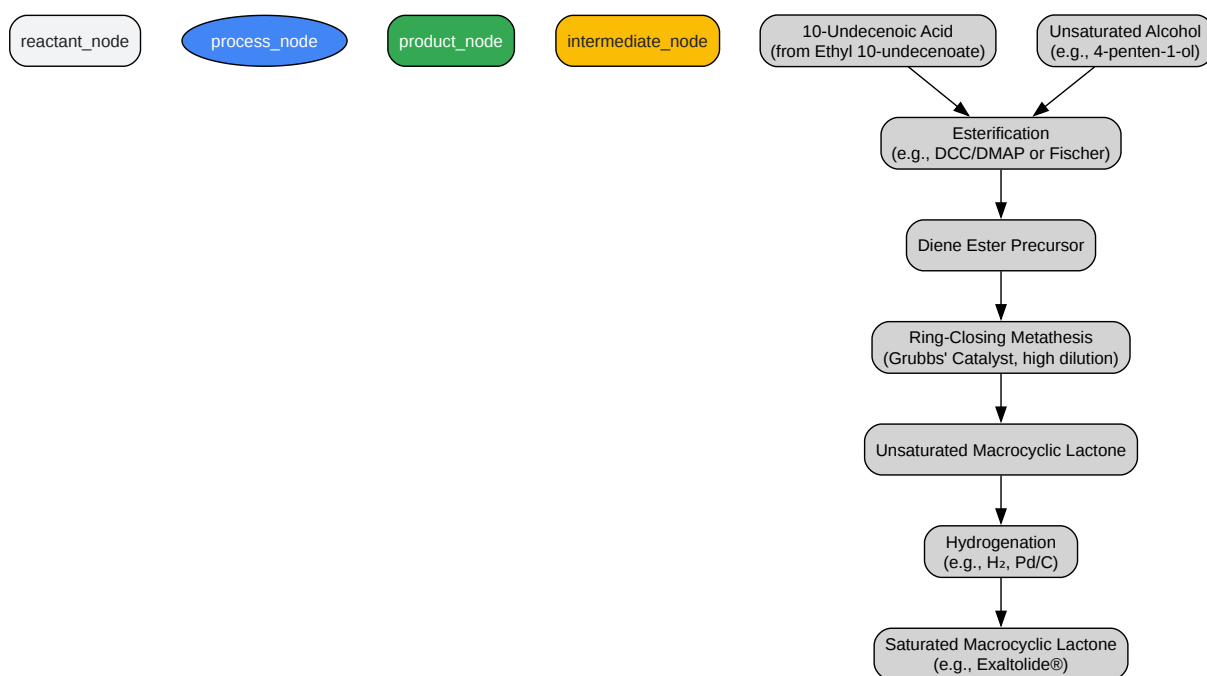 reactant_node
process_node
product_node
intermediate_node
10-Undecenoic Acid
(from Ethyl 10-undecenoate)
Unsaturated Alcohol
(e.g., 4-penten-1-ol)
Esterification
(e.g., DCC/DMAP or Fischer)
Diene Ester Precursor
Ring-Closing Metathesis
(Grubbs' Catalyst, high dilution)
Unsaturated Macrocyclic Lactone
Hydrogenation
(e.g., H₂, Pd/C)
Saturated Macrocyclic Lactone
(e.g., Exaltolide®)